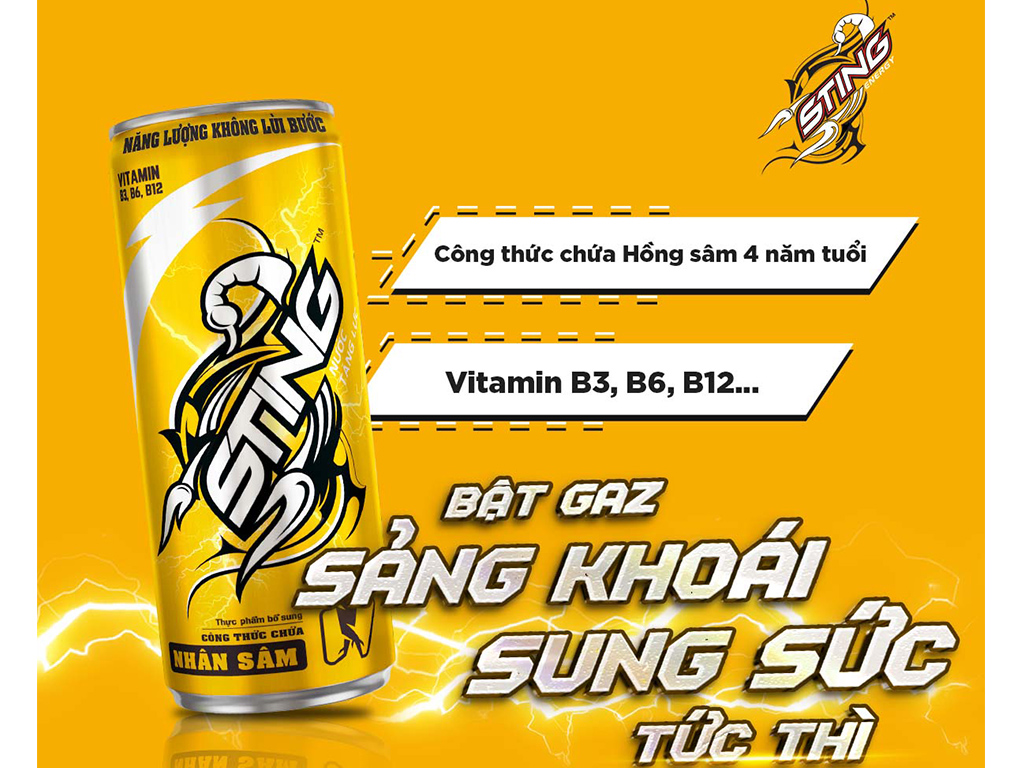 STING
ENERGY
TM
NĂNG LƯỢNG KHÔNG LÙI BƯỚC
VITAMIN
B3, B6, B12
TM
STING
NƯỚC
TĂNG LỰC
Công thức chứa Hồng sâm 4 năm tuổi
Vitamin B3, B6, B12...
BẬT GAZ
SẢNG KHOÁI
SUNG SỨC
TỨC THÌ
Thực phẩm bổ sung
CÔNG THỨC CHỨA
NHÂN SÂM